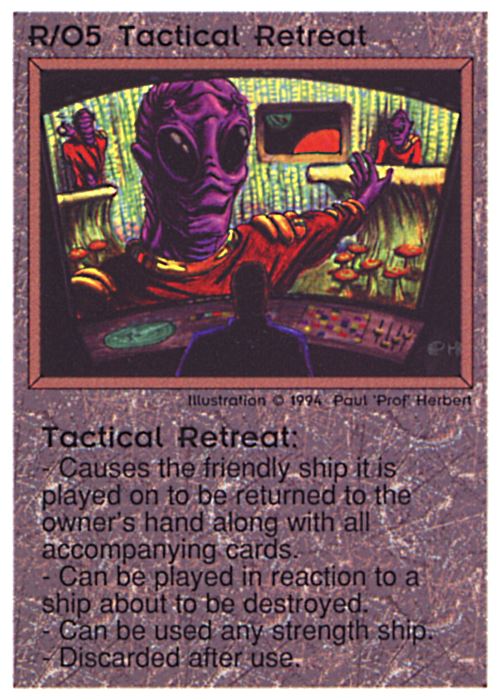 R/O5 Tactical Retreat
Illustration © 1994 Paul 'Prof' Herbert
Tactical Retreat:
- Causes the friendly ship it is
played on to be returned to the
owner's hand along with all
accompanying cards.
- Can be played in reaction to a
ship about to be destroyed.
- Can be used any strength ship.
- Discarded after use.